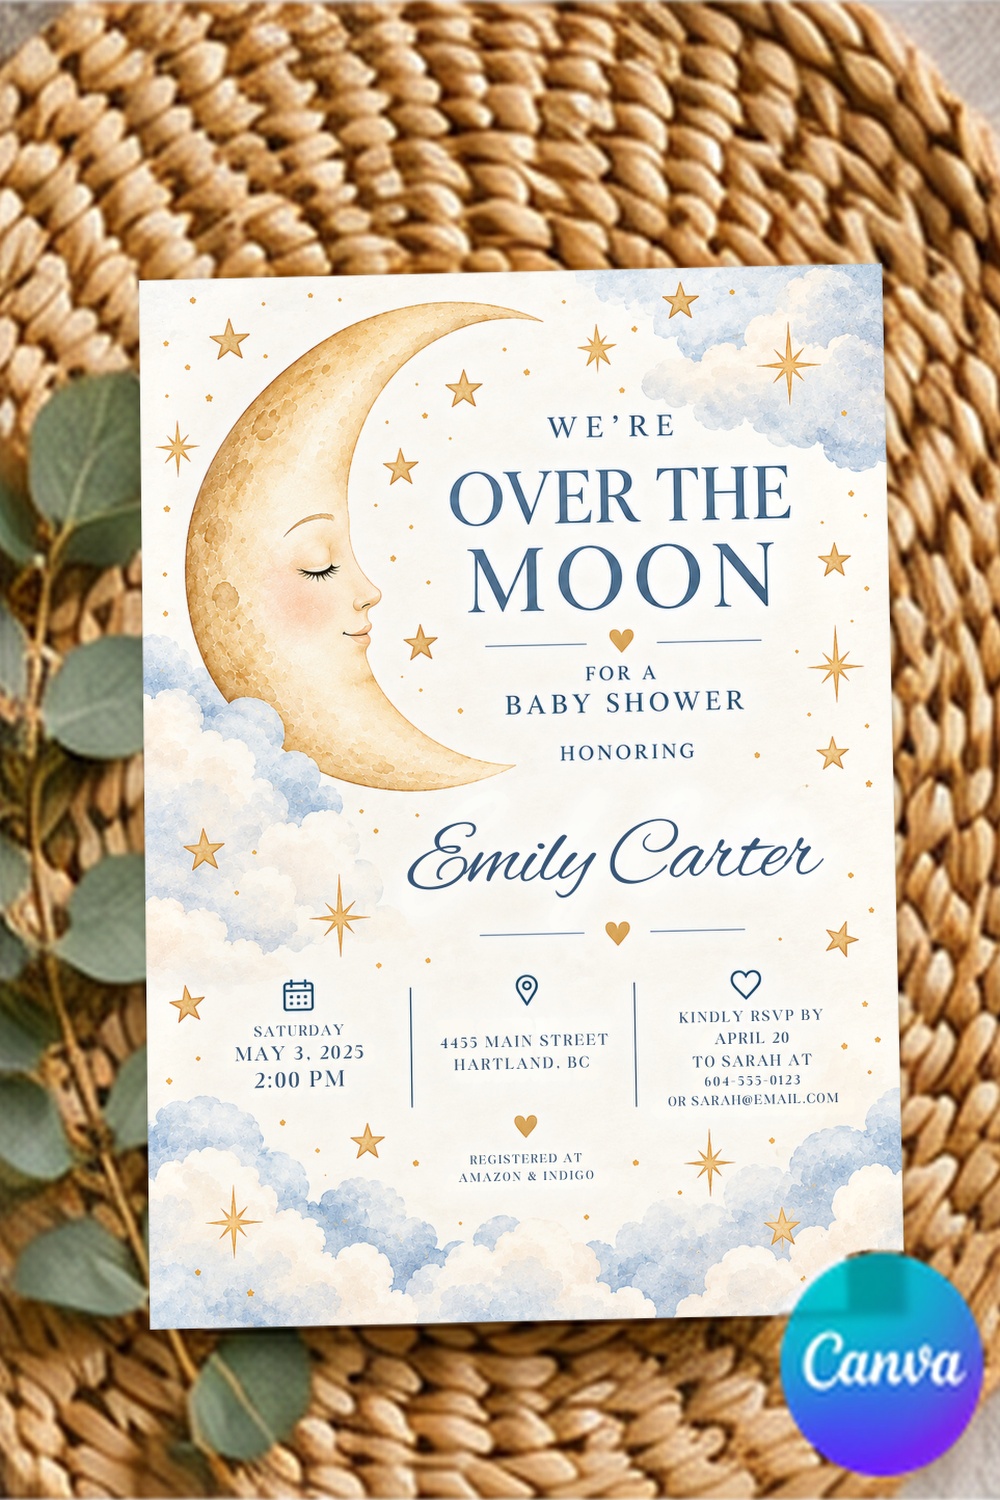 WE'RE
OVER THE
MOON
FOR A
BABY SHOWER
HONORING
Emily Carter
SATURDAY
MAY 3, 2025
2:00 PM
4455 MAIN STREET
HARTLAND, BC
KINDLY RSVP BY
APRIL 20
TO SARAH AT
604-555-0123
OR SARAH@EMAIL.COM
REGISTERED AT
AMAZON & INDIGO
Canva